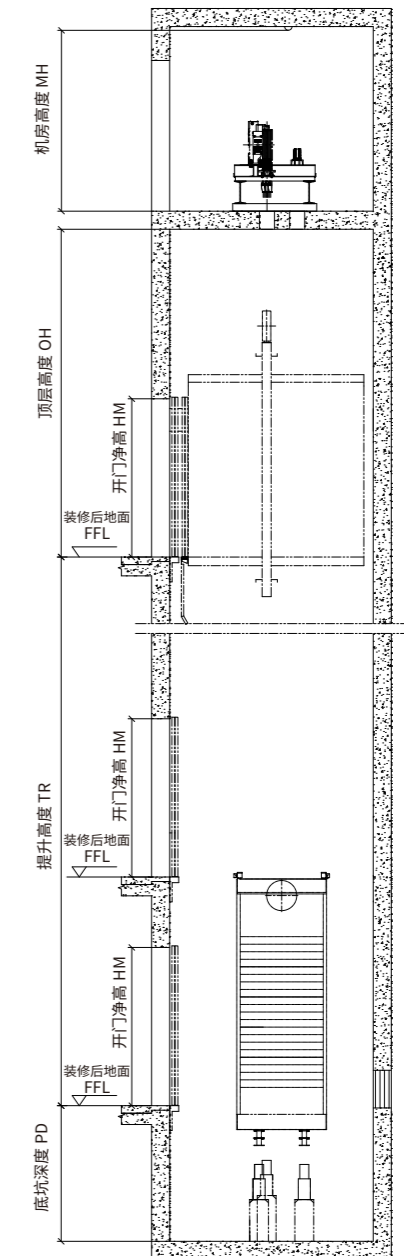 机房高度 MH
顶层高度 OH
开门净高 HM
装修后地面
FFL
提升高度 TR
开门净高 HM
装修后地面
FFL
开门净高 HM
装修后地面
FFL
底坑深度 PD